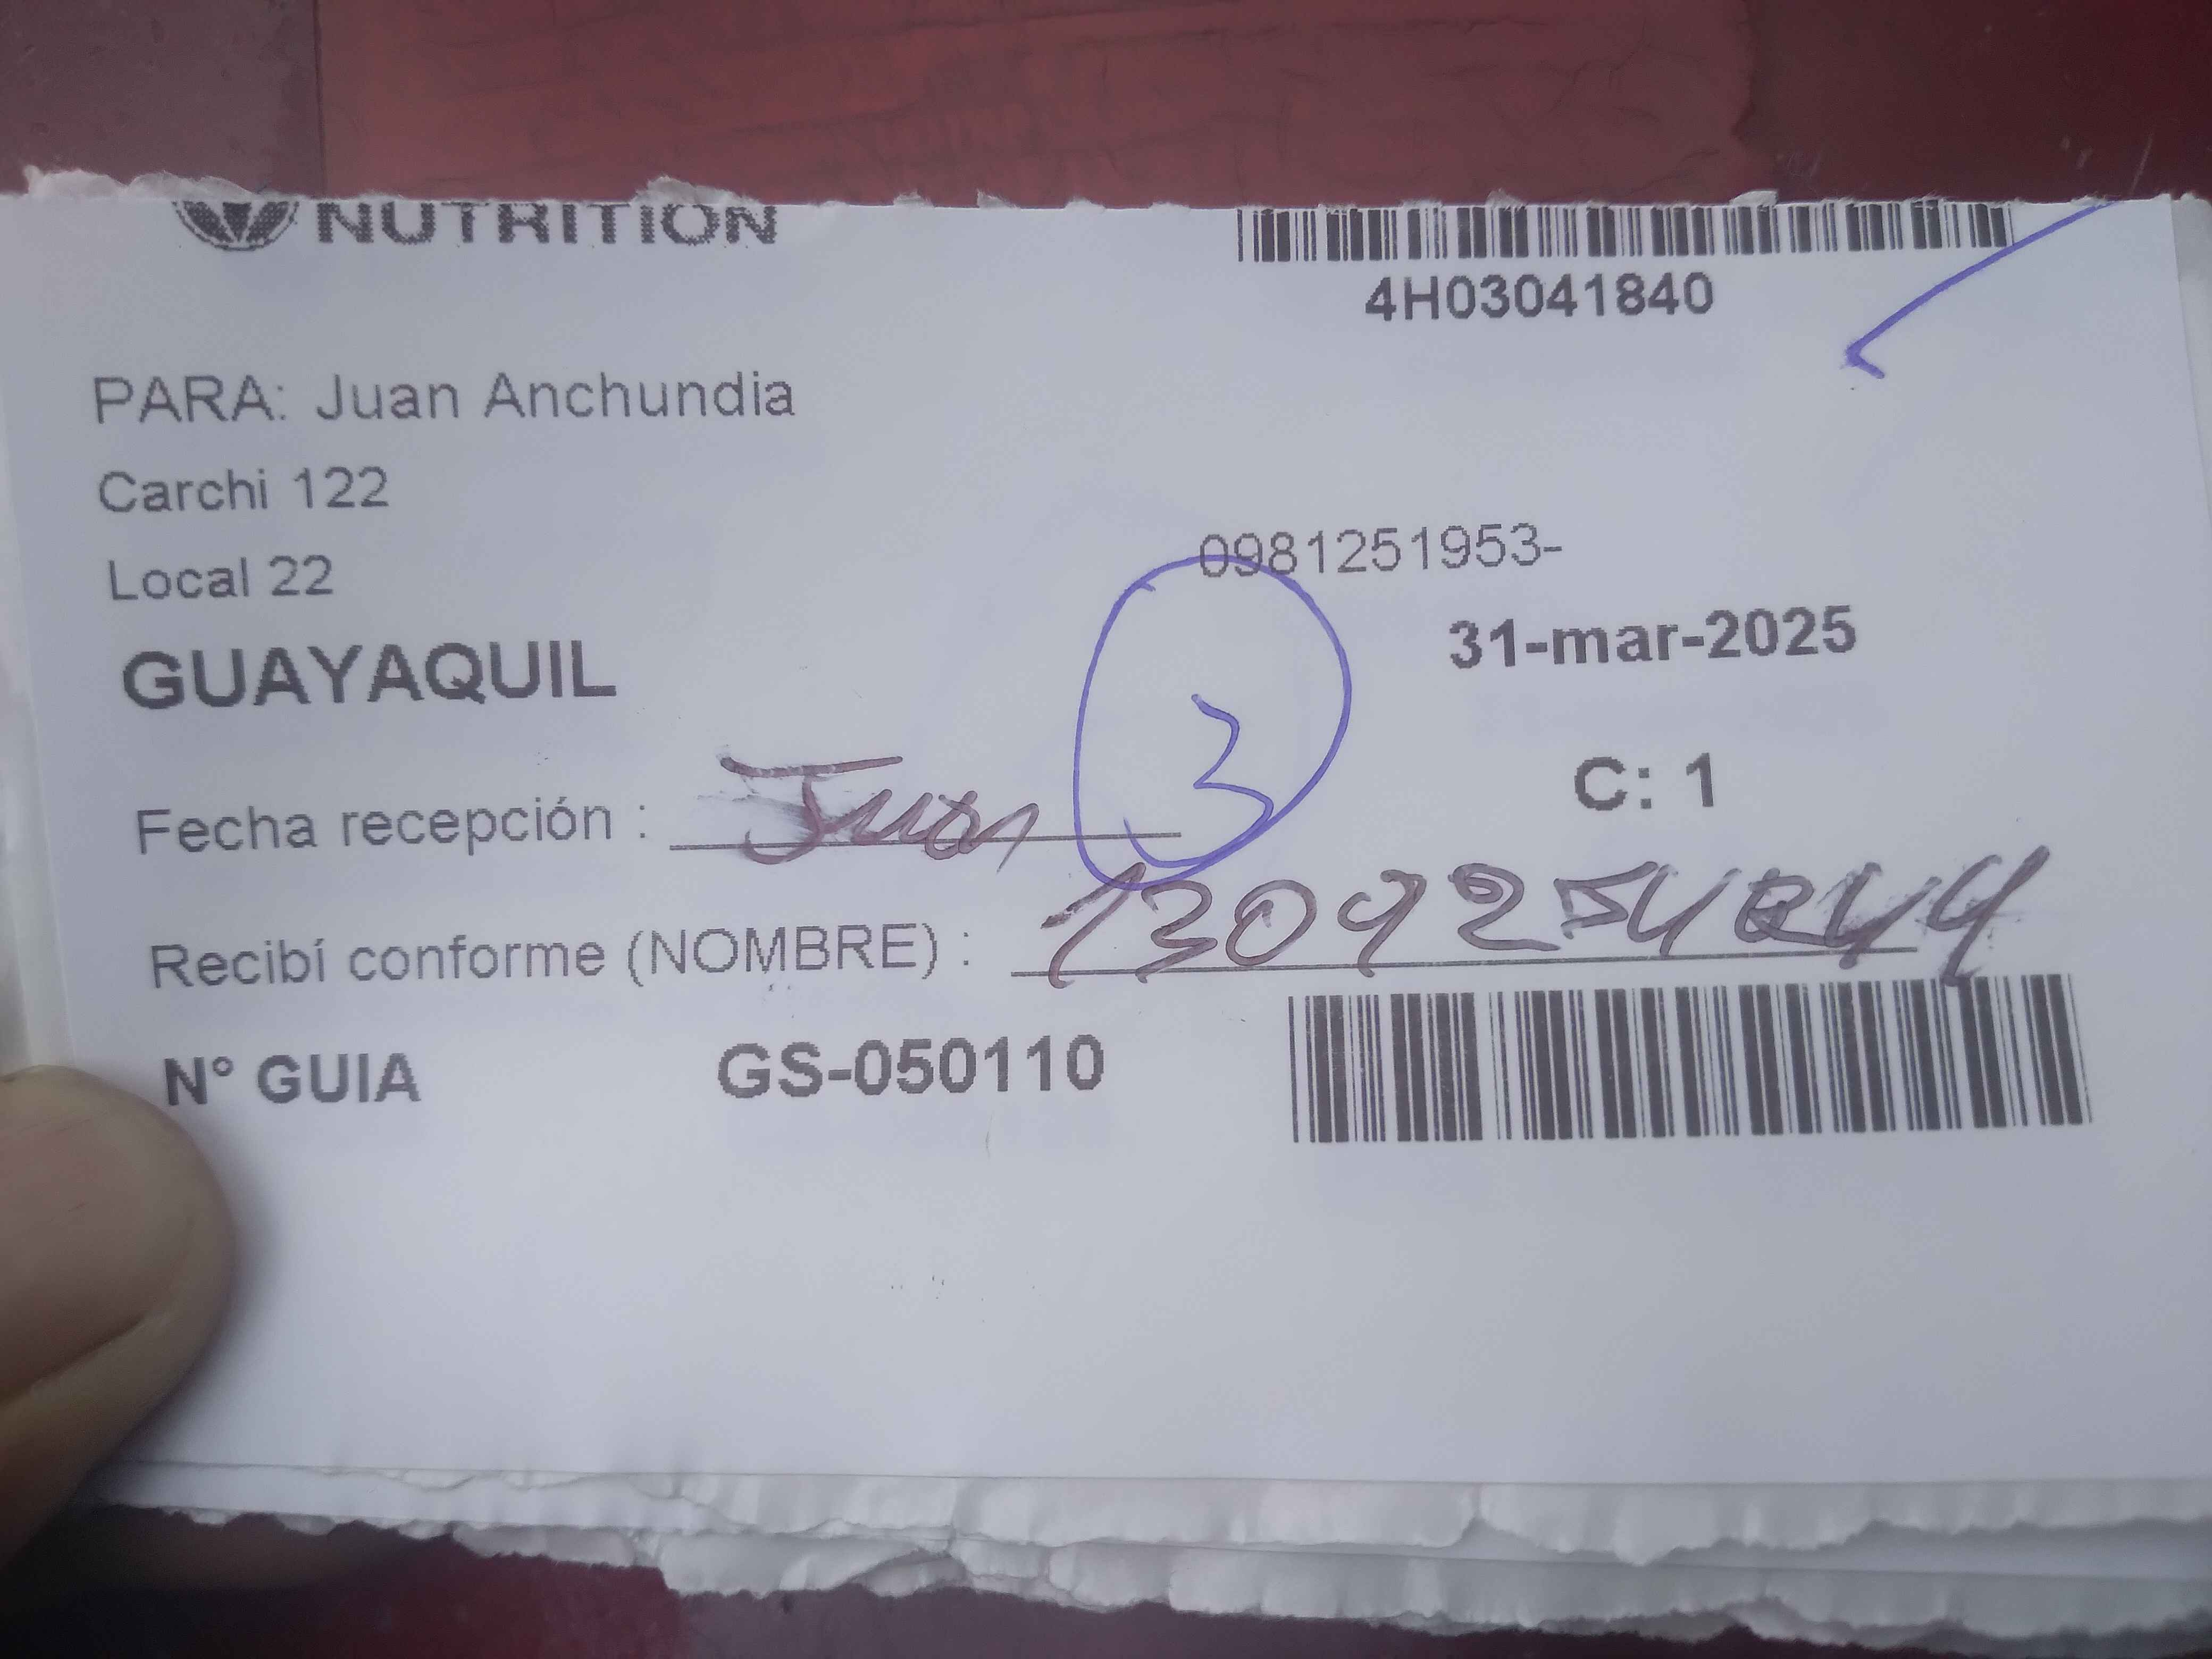 NUTRITION
4H03041840
PARA: Juan Anchundia
Carchi 122
0981251953-
Local 22
31-mar-2025
GUAYAQUIL
3
C: 1
Fecha recepción : Juan
Recibí conforme (NOMBRE) :
N° GUIA GS-050110